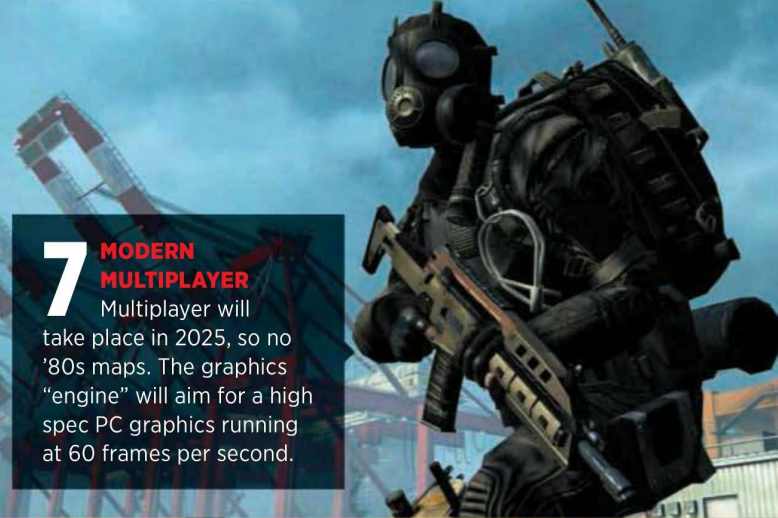 7 MODERN
MULTIPLAYER
Multiplayer will
take place in 2025, so no
’80s maps. The graphics
“engine” will aim for a high
spec PC graphics running
at 60 frames per second.